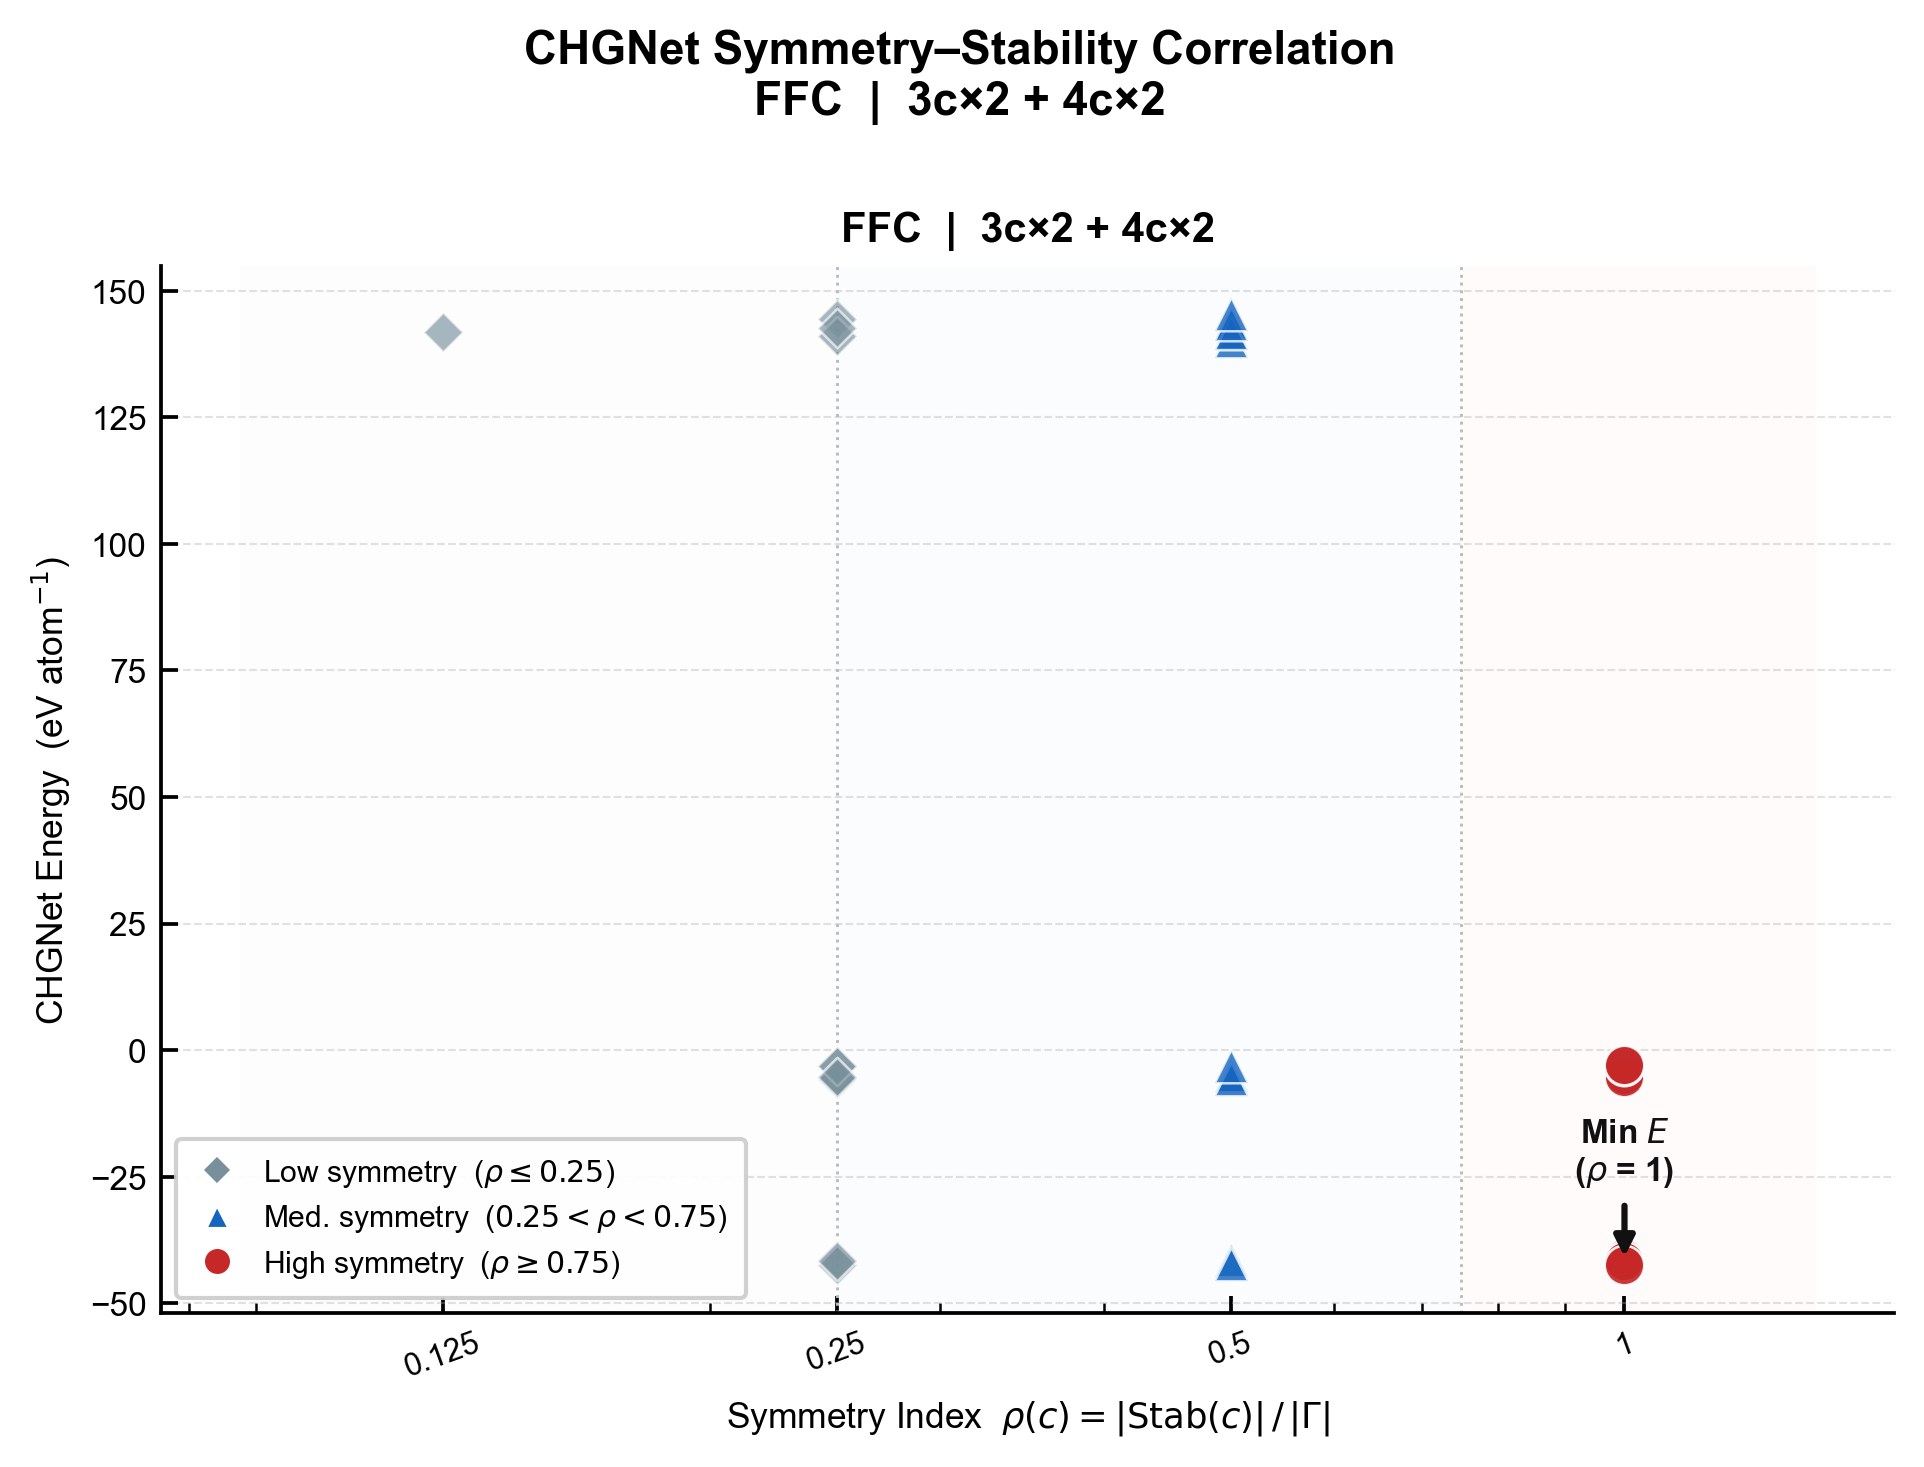 CHGNet Symmetry–Stability Correlation
FFC | 3c×2 + 4c×2
FFC | 3c×2 + 4c×2
CHGNet Energy (eV atom⁻¹)
150
125
100
75
50
25
0
−25
−50
Min E
(ρ = 1)
Low symmetry (ρ ≤ 0.25)
Med. symmetry (0.25 < ρ < 0.75)
High symmetry (ρ ≥ 0.75)
0.125
0.25
0.5
1
Symmetry Index ρ(c) = |Stab(c)| / |Γ|